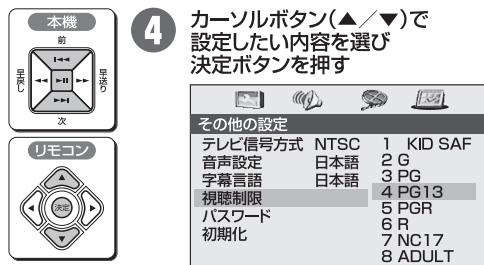 本機
前
早戻し
早送り
次
リモコン
決定
4
カーソルボタン(▲／▼)で
設定したい内容を選び
決定ボタンを押す
その他の設定
テレビ信号方式 NTSC
音声設定 日本語
字幕言語 日本語
視聴制限
パスワード
初期化
1 KID SAF
2 G
3 PG
4 PG13
5 PGR
6 R
7 NC17
8 ADULT